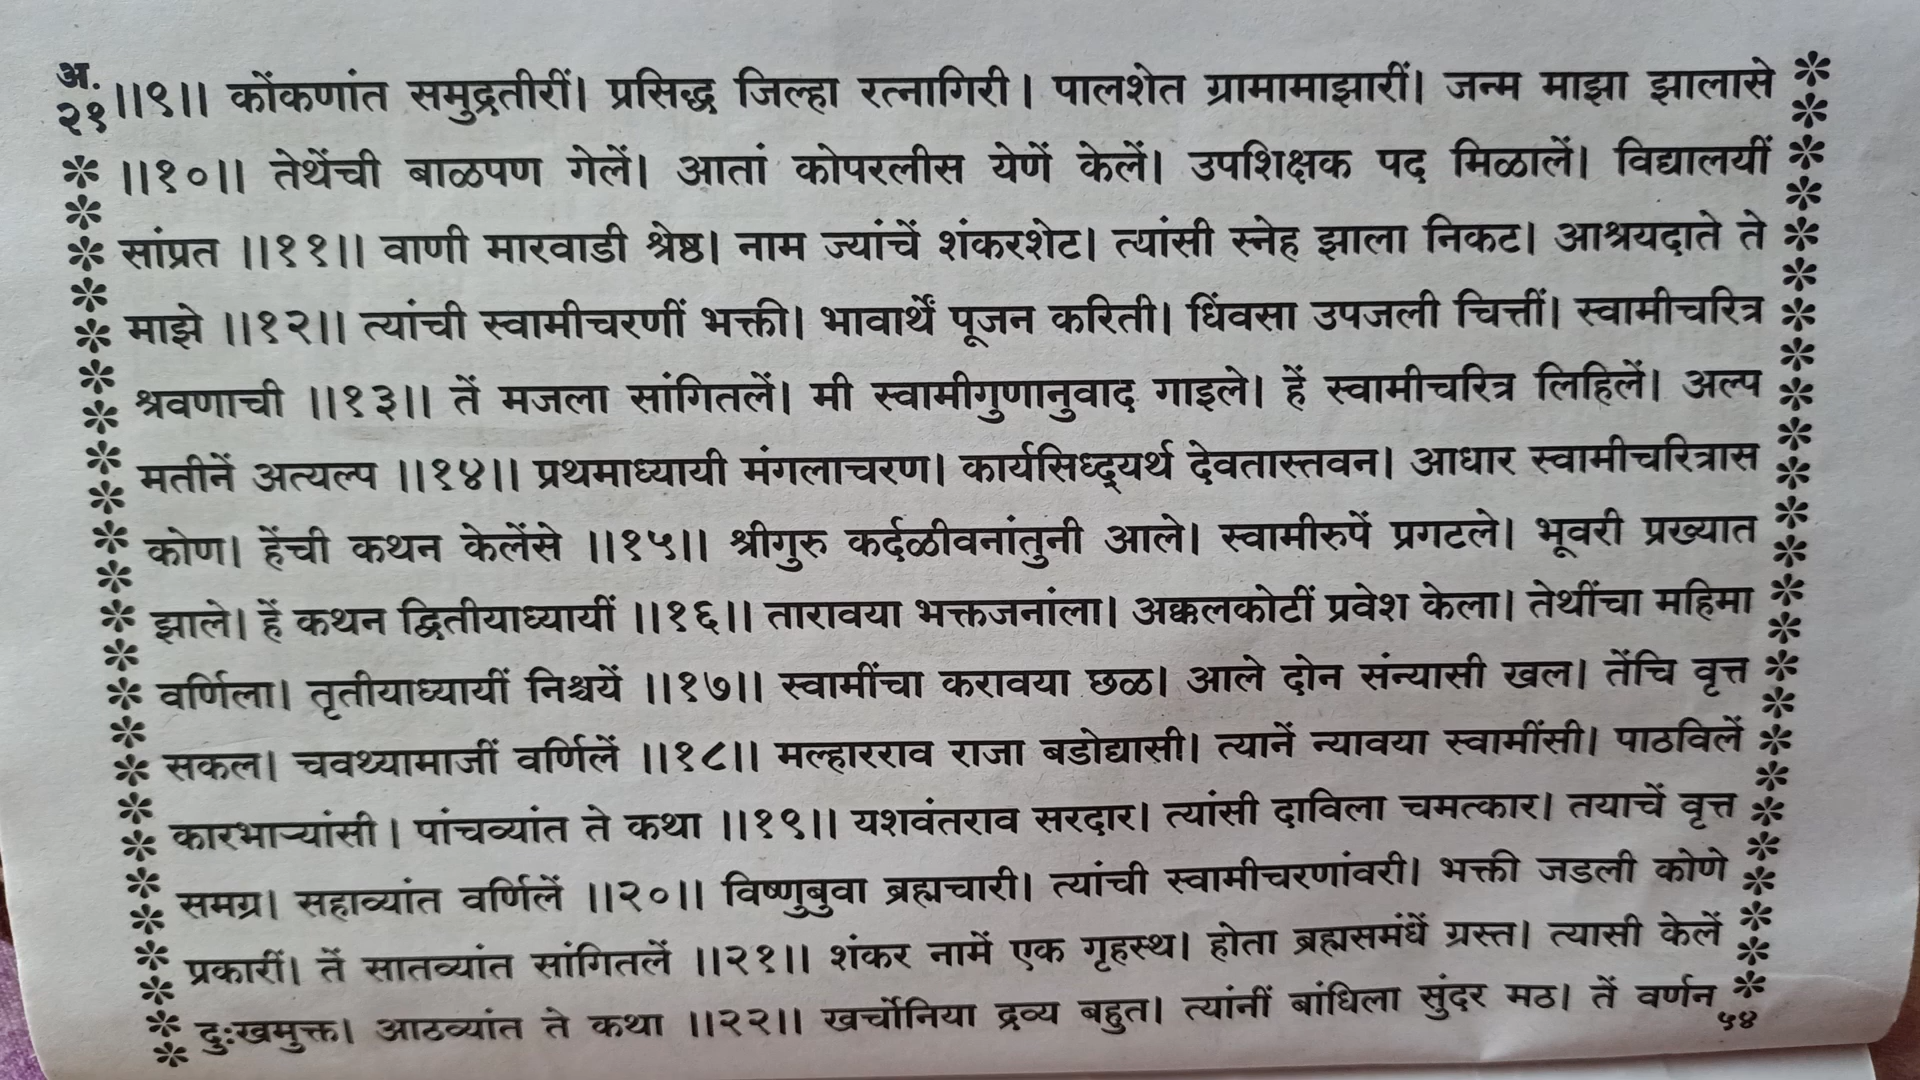 अ.
२१
॥९॥ कोंकणांत समुद्रतीरीं। प्रसिद्ध जिल्हा रत्नागिरी। पालशेत ग्रामामाझारीं। जन्म माझा झालासे
॥१०॥ तेथेंची बाळपण गेलें। आतां कोपरलीस येणें केलें। उपशिक्षक पद मिळालें। विद्यालयीं
सांप्रत ॥११॥ वाणी मारवाडी श्रेष्ठ। नाम ज्यांचें शंकरशेट। त्यांसी स्नेह झाला निकट। आश्रयदाते ते
माझे ॥१२॥ त्यांची स्वामीचरणीं भक्ती। भावार्थें पूजन करिती। धिंवसा उपजली चित्तीं। स्वामीचरित्र
श्रवणाची ॥१३॥ तें मजला सांगितलें। मी स्वामीगुणानुवाद गाइले। हें स्वामीचरित्र लिहिलें। अल्प
मतीनें अत्यल्प ॥१४॥ प्रथमाध्यायी मंगलाचरण। कार्यसिध्द्यर्थ देवतास्तवन। आधार स्वामीचरित्रास
कोण। हेंची कथन केलेंसे ॥१५॥ श्रीगुरु कर्दळीवनांतुनी आले। स्वामीरुपें प्रगटले। भूवरी प्रख्यात
झाले। हें कथन द्वितीयाध्यायीं ॥१६॥ तारावया भक्तजनांला। अक्कलकोटीं प्रवेश केला। तेथींचा महिमा
वर्णिला। तृतीयाध्यायीं निश्चयें ॥१७॥ स्वामींचा करावया छळ। आले दोन संन्यासी खल। तेंचि वृत्त
सकल। चवथ्यामाजीं वर्णिलें ॥१८॥ मल्हारराव राजा बडोद्यासी। त्यानें न्यावया स्वामींसी। पाठविलें
कारभाऱ्यांसी। पांचव्यांत ते कथा ॥१९॥ यशवंतराव सरदार। त्यांसी दाविला चमत्कार। तयाचें वृत्त
समग्र। सहाव्यांत वर्णिलें ॥२०॥ विष्णुबुवा ब्रह्मचारी। त्यांची स्वामीचरणांवरी। भक्ती जडली कोणे
प्रकारीं। तें सातव्यांत सांगितलें ॥२१॥ शंकर नामें एक गृहस्थ। होता ब्रह्मसमंधें ग्रस्त। त्यासी केलें
दुःखमुक्त। आठव्यांत ते कथा ॥२२॥ खर्चोनिया द्रव्य बहुत। त्यांनीं बांधिला सुंदर मठ। तें वर्णन
५४